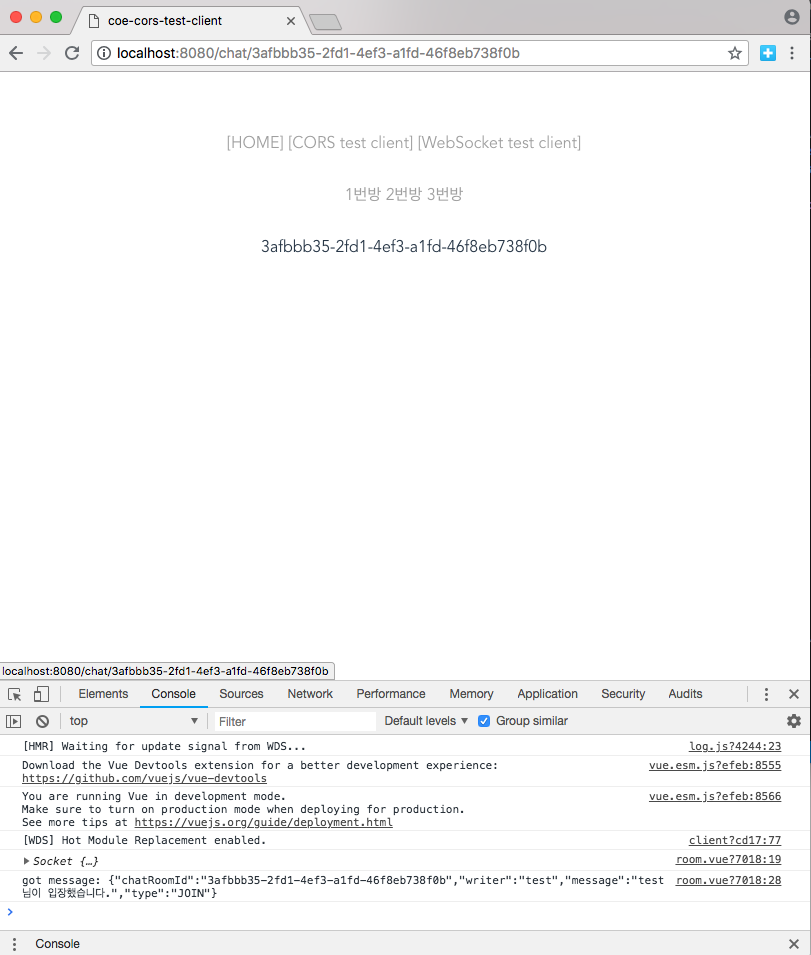 coe-cors-test-client
localhost:8080/chat/3afbbb35-2fd1-4ef3-a1fd-46f8eb738f0b
[HOME] [CORS test client] [WebSocket test client]
1번방 2번방 3번방
3afbbb35-2fd1-4ef3-a1fd-46f8eb738f0b
localhost:8080/chat/3afbbb35-2fd1-4ef3-a1fd-46f8eb738f0b
Elements Console Sources Network Performance Memory Application Security Audits
top Filter Default levels Group similar
[HMR] Waiting for update signal from WDS... log.js?4244:23
Download the Vue Devtools extension for a better development experience: vue.esm.js?efeb:8555
https://github.com/vuejs/vue-devtools
You are running Vue in development mode. vue.esm.js?efeb:8566
Make sure to turn on production mode when deploying for production.
See more tips at https://vuejs.org/guide/deployment.html
[WDS] Hot Module Replacement enabled. client?cd17:77
Socket {…} room.vue?7018:19
got message: {"chatRoomId":"3afbbb35-2fd1-4ef3-a1fd-46f8eb738f0b","writer":"test","message":"test room.vue?7018:28
님이 입장했습니다.","type":"JOIN"}
Console